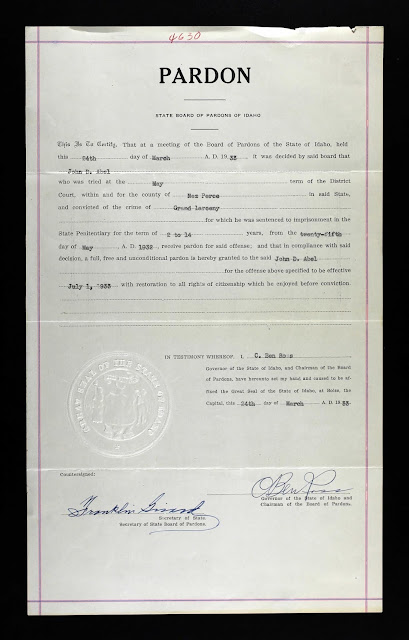 4650
PARDON
STATE BOARD OF PARDONS OF IDAHO
This Is To Certify, That at a meeting of the Board of Pardons of the State of Idaho, held
this 24th day of March A. D. 1933 it was decided by said board that
John D. Abel
who was tried at the May term of the District
Court, within and for the county of Nez Perce in said State,
and convicted of the crime of Grand Larceny
for which he was sentenced to imprisonment in the
State Penitentiary for the term of 2 to 14 years, from the twenty-fifth
day of May A. D. 1932, receive pardon for said offense; and that in compliance with said
decision, a full, free and unconditional pardon is hereby granted to the said John D. Abel
for the offense above specified to be effective
July 1, 1933 with restoration to all rights of citizenship which he enjoyed before conviction.
IN TESTIMONY WHEREOF, I, C. Ben Ross
Governor of the State of Idaho, and Chairman of the Board
of Pardons, have hereunto set my hand and caused to be af-
fixed the Great Seal of the State of Idaho, at Boise, the
Capital, this 24th day of March A. D. 1933.
GREAT SEAL OF THE STATE OF IDAHO
Countersigned:
C Ben Ross
Governor of the State of Idaho and
Chairman of the Board of Pardons.
Franklin Girard
Secretary of State.
Secretary of State Board of Pardons.